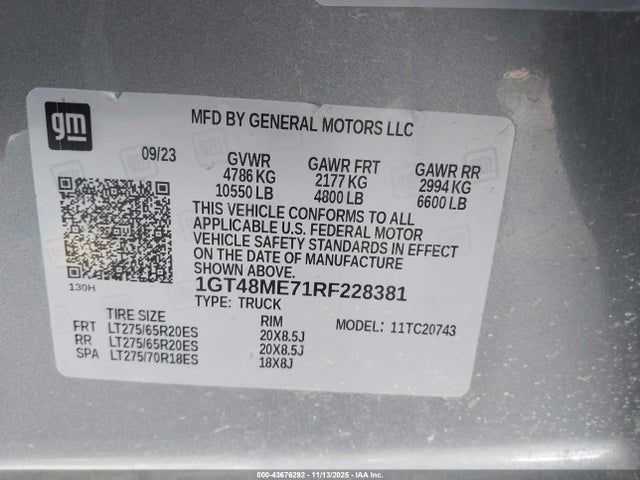 gm
MFD BY GENERAL MOTORS LLC
09/23 GVWR GAWR FRT GAWR RR
4786 KG 2177 KG 2994 KG
10550 LB 4800 LB 6600 LB
THIS VEHICLE CONFORMS TO ALL
APPLICABLE U.S. FEDERAL MOTOR
VEHICLE SAFETY STANDARDS IN EFFECT
ON THE DATE OF MANUFACTURE
SHOWN ABOVE.
130H
1GT48ME71RF228381
TYPE: TRUCK
TIRE SIZE RIM MODEL: 11TC20743
FRT LT275/65R20ES 20X8.5J
RR LT275/65R20ES 20X8.5J
SPA LT275/70R18ES 18X8J
000-43676292 - 11/13/2025 - IAA Inc.